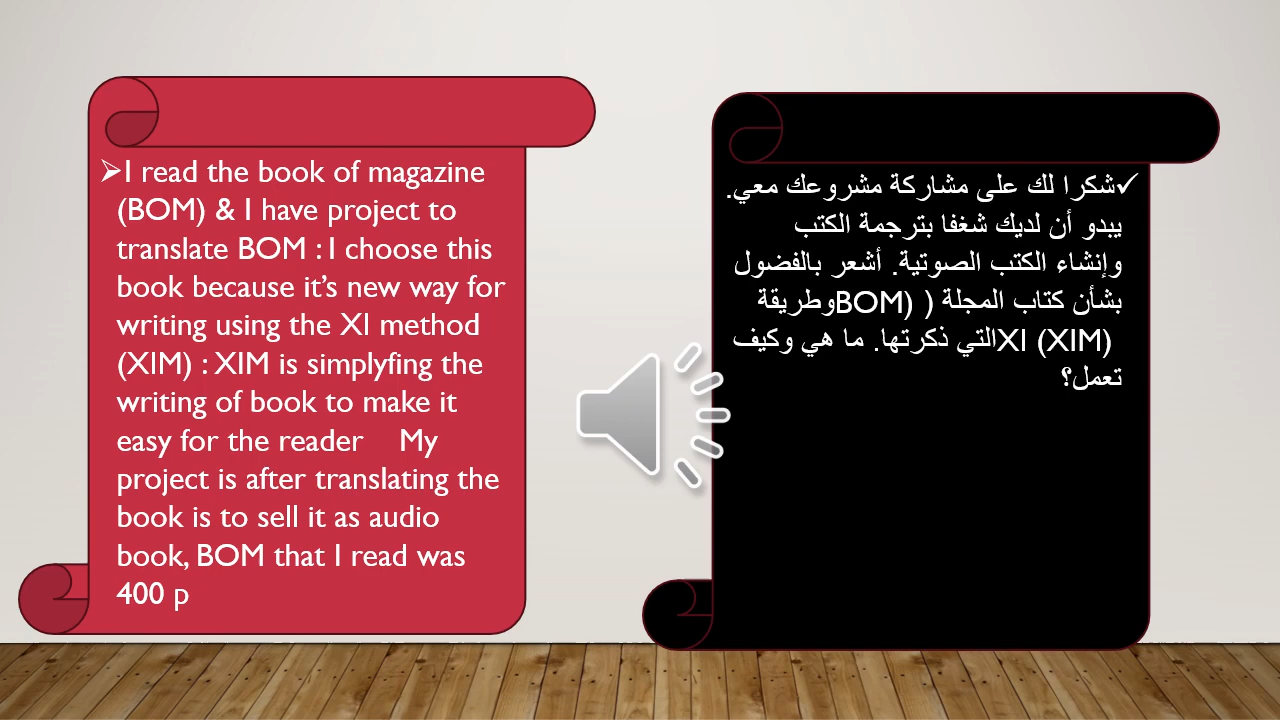 ➢I read the book of magazine
(BOM) & I have project to
translate BOM : I choose this
book because it’s new way for
writing using the XI method
(XIM) : XIM is simplyfing the
writing of book to make it
easy for the reader    My
project is after translating the
book is to sell it as audio
book, BOM that I read was
400 p
✓شكرا لك على مشاركة مشروعك معي.
يبدو أن لديك شغفا بترجمة الكتب
وإنشاء الكتب الصوتية. أشعر بالفضول
بشأن كتاب المجلة ( (BOMوطريقة
XI (XIM)التي ذكرتها. ما هي وكيف
تعمل؟